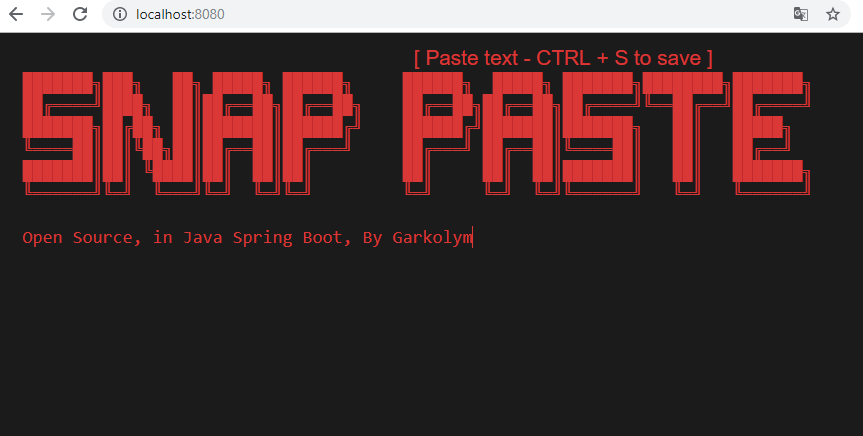 localhost:8080
[ Paste text - CTRL + S to save ]
SNAP PASTE
Open Source, in Java Spring Boot, By Garkolym